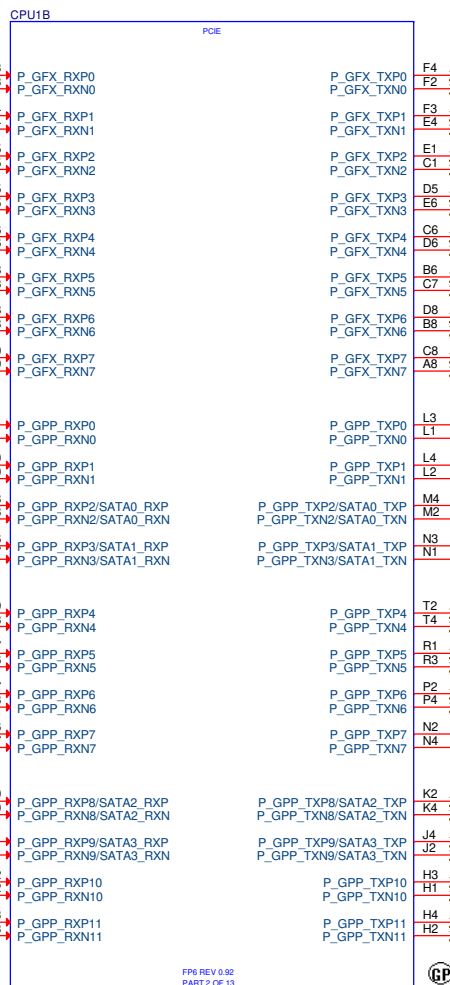 CPU1B
PCIE
P_GFX_RXP0 P_GFX_TXP0 F4
P_GFX_RXN0 P_GFX_TXN0 F2
P_GFX_RXP1 P_GFX_TXP1 F3
P_GFX_RXN1 P_GFX_TXN1 E4
P_GFX_RXP2 P_GFX_TXP2 E1
P_GFX_RXN2 P_GFX_TXN2 C1
P_GFX_RXP3 P_GFX_TXP3 D5
P_GFX_RXN3 P_GFX_TXN3 E6
P_GFX_RXP4 P_GFX_TXP4 C6
P_GFX_RXN4 P_GFX_TXN4 D6
P_GFX_RXP5 P_GFX_TXP5 B6
P_GFX_RXN5 P_GFX_TXN5 C7
P_GFX_RXP6 P_GFX_TXP6 D8
P_GFX_RXN6 P_GFX_TXN6 B8
P_GFX_RXP7 P_GFX_TXP7 C8
P_GFX_RXN7 P_GFX_TXN7 A8
P_GPP_RXP0 P_GPP_TXP0 L3
P_GPP_RXN0 P_GPP_TXN0 L1
P_GPP_RXP1 P_GPP_TXP1 L4
P_GPP_RXN1 P_GPP_TXN1 L2
P_GPP_RXP2/SATA0_RXP P_GPP_TXP2/SATA0_TXP M4
P_GPP_RXN2/SATA0_RXN P_GPP_TXN2/SATA0_TXN M2
P_GPP_RXP3/SATA1_RXP P_GPP_TXP3/SATA1_TXP N3
P_GPP_RXN3/SATA1_RXN P_GPP_TXN3/SATA1_TXN N1
P_GPP_RXP4 P_GPP_TXP4 T2
P_GPP_RXN4 P_GPP_TXN4 T4
P_GPP_RXP5 P_GPP_TXP5 R1
P_GPP_RXN5 P_GPP_TXN5 R3
P_GPP_RXP6 P_GPP_TXP6 P2
P_GPP_RXN6 P_GPP_TXN6 P4
P_GPP_RXP7 P_GPP_TXP7 N2
P_GPP_RXN7 P_GPP_TXN7 N4
P_GPP_RXP8/SATA2_RXP P_GPP_TXP8/SATA2_TXP K2
P_GPP_RXN8/SATA2_RXN P_GPP_TXN8/SATA2_TXN K4
P_GPP_RXP9/SATA3_RXP P_GPP_TXP9/SATA3_TXP J4
P_GPP_RXN9/SATA3_RXN P_GPP_TXN9/SATA3_TXN J2
P_GPP_RXP10 P_GPP_TXP10 H3
P_GPP_RXN10 P_GPP_TXN10 H1
P_GPP_RXP11 P_GPP_TXP11 H4
P_GPP_RXN11 P_GPP_TXN11 H2
FP6 REV 0.92
PART 2 OF 13
GP